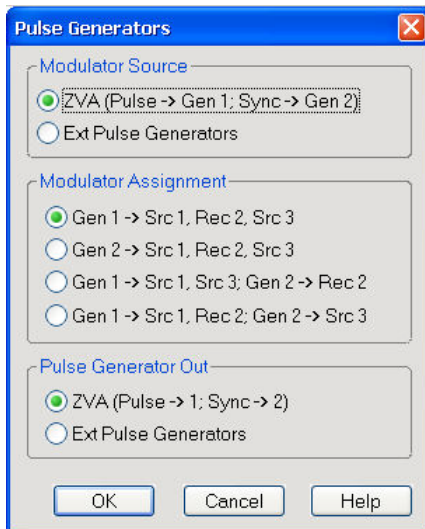 Pulse Generators
Modulator Source
ZVA (Pulse -> Gen 1; Sync -> Gen 2)
Ext Pulse Generators
Modulator Assignment
Gen 1 -> Src 1, Rec 2, Src 3
Gen 2 -> Src 1, Rec 2, Src 3
Gen 1 -> Src 1, Src 3; Gen 2 -> Rec 2
Gen 1 -> Src 1, Rec 2; Gen 2 -> Src 3
Pulse Generator Out
ZVA (Pulse -> 1; Sync -> 2)
Ext Pulse Generators
OK Cancel Help